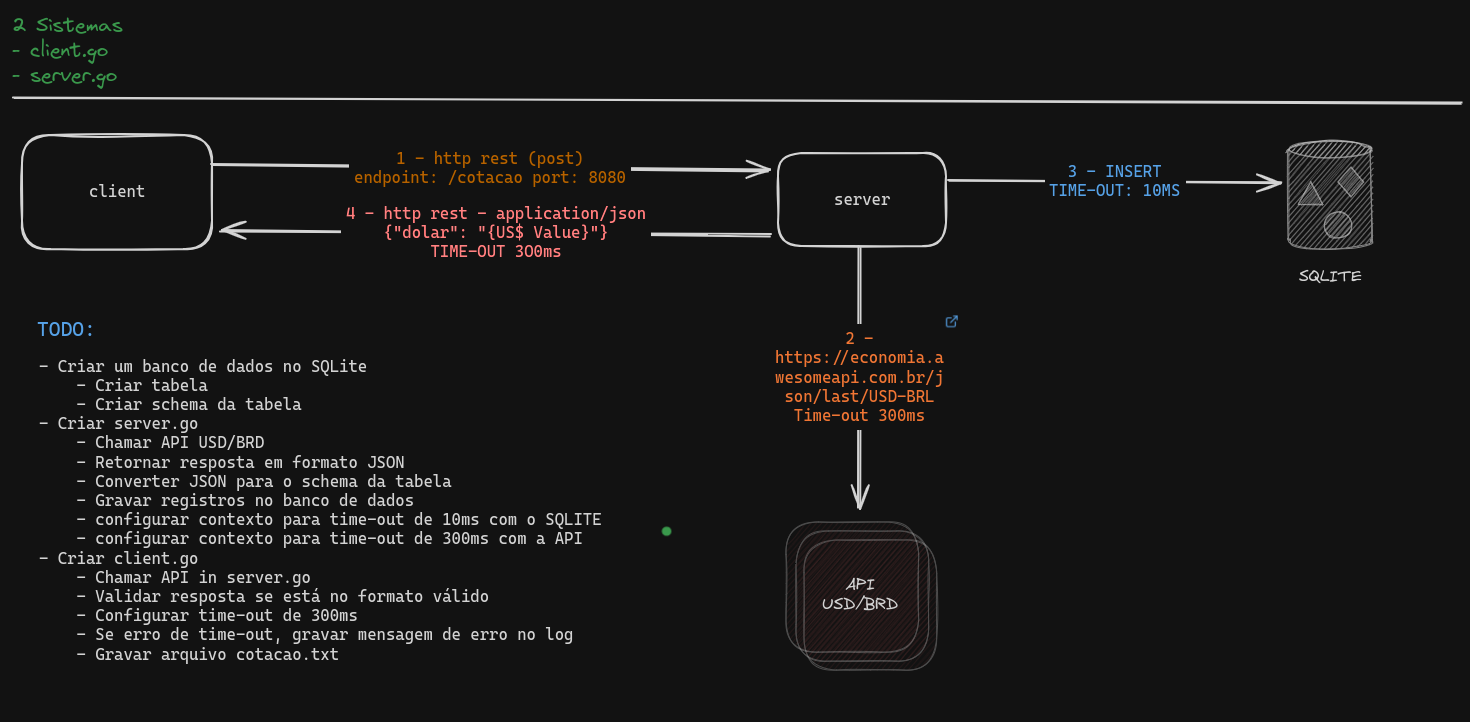 2 Sistemas
- client.go
- server.go
client
1 - http rest (post)
endpoint: /cotacao port: 8080
4 - http rest - application/json
{"dolar": "{US$ Value}"}
TIME-OUT 300ms
server
3 - INSERT
TIME-OUT: 10MS
SQLITE
2 -
https://economia.a
wesomeapi.com.br/j
son/last/USD-BRL
Time-out 300ms
API
USD/BRD
TODO:
- Criar um banco de dados no SQLite
- Criar tabela
- Criar schema da tabela
- Criar server.go
- Chamar API USD/BRD
- Retornar resposta em formato JSON
- Converter JSON para o schema da tabela
- Gravar registros no banco de dados
- configurar contexto para time-out de 10ms com o SQLITE
- configurar contexto para time-out de 300ms com a API
- Criar client.go
- Chamar API in server.go
- Validar resposta se está no formato válido
- Configurar time-out de 300ms
- Se erro de time-out, gravar mensagem de erro no log
- Gravar arquivo cotacao.txt